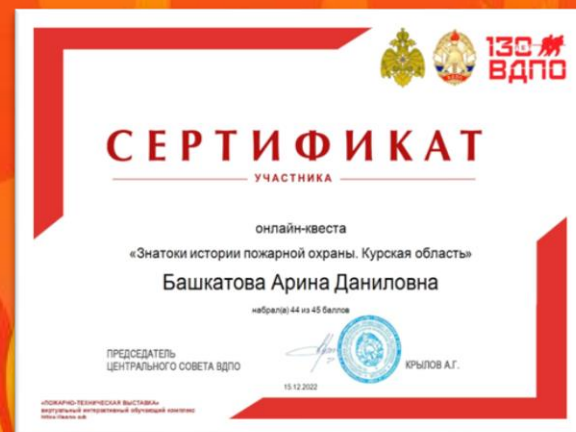 130
ВДПО
СЕРТИФИКАТ
УЧАСТНИКА
онлайн-квеста
«Знатоки истории пожарной охраны. Курская область»
Башкатова Арина Даниловна
набрал(а) 44 из 45 баллов
ПРЕДСЕДАТЕЛЬ
ЦЕНТРАЛЬНОГО СОВЕТА ВДПО
КРЫЛОВ А.Г.
15.12.2022
«ПОЖАРНО-ТЕХНИЧЕСКАЯ ВЫСТАВКА»
виртуальный интерактивный обучающий комплекс